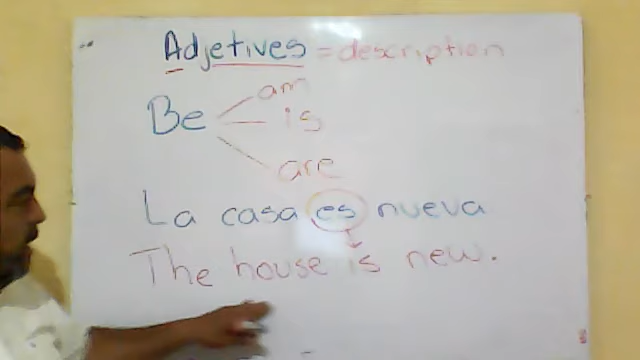 Adjetives = description
Be am
is
are
La casa es nueva
The house is new.